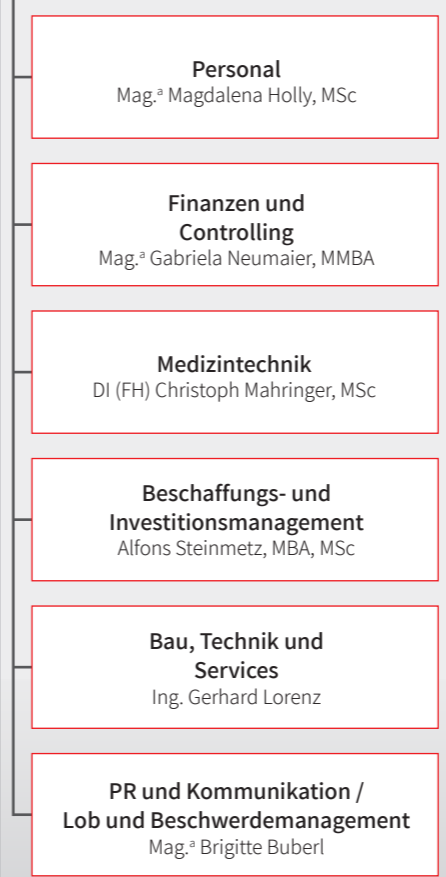 Personal
Mag.ª Magdalena Holly, MSc
Finanzen und
Controlling
Mag.ª Gabriela Neumaier, MMBA
Medizintechnik
DI (FH) Christoph Mahringer, MSc
Beschaffungs- und
Investitionsmanagement
Alfons Steinmetz, MBA, MSc
Bau, Technik und
Services
Ing. Gerhard Lorenz
PR und Kommunikation /
Lob und Beschwerdemanagement
Mag.ª Brigitte Buberl